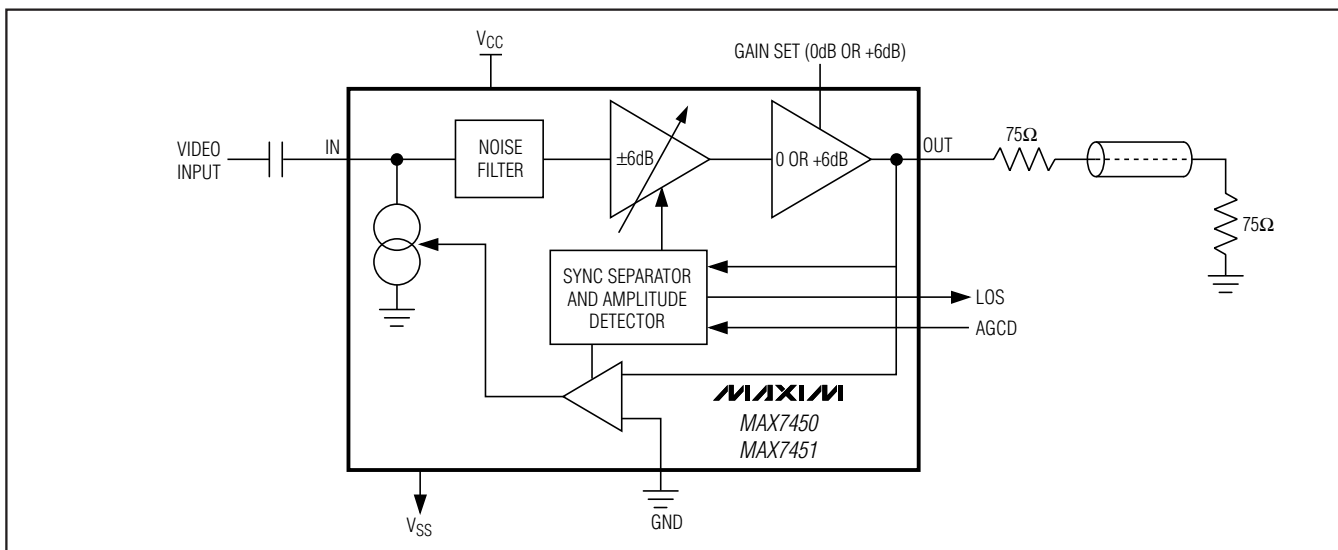 VCC
GAIN SET (0dB OR +6dB)
VIDEO
INPUT
IN
NOISE
FILTER
±6dB
0 OR +6dB
OUT
75Ω
75Ω
SYNC SEPARATOR
AND AMPLITUDE
DETECTOR
LOS
AGCD
MAXIM
MAX7450
MAX7451
VSS
GND